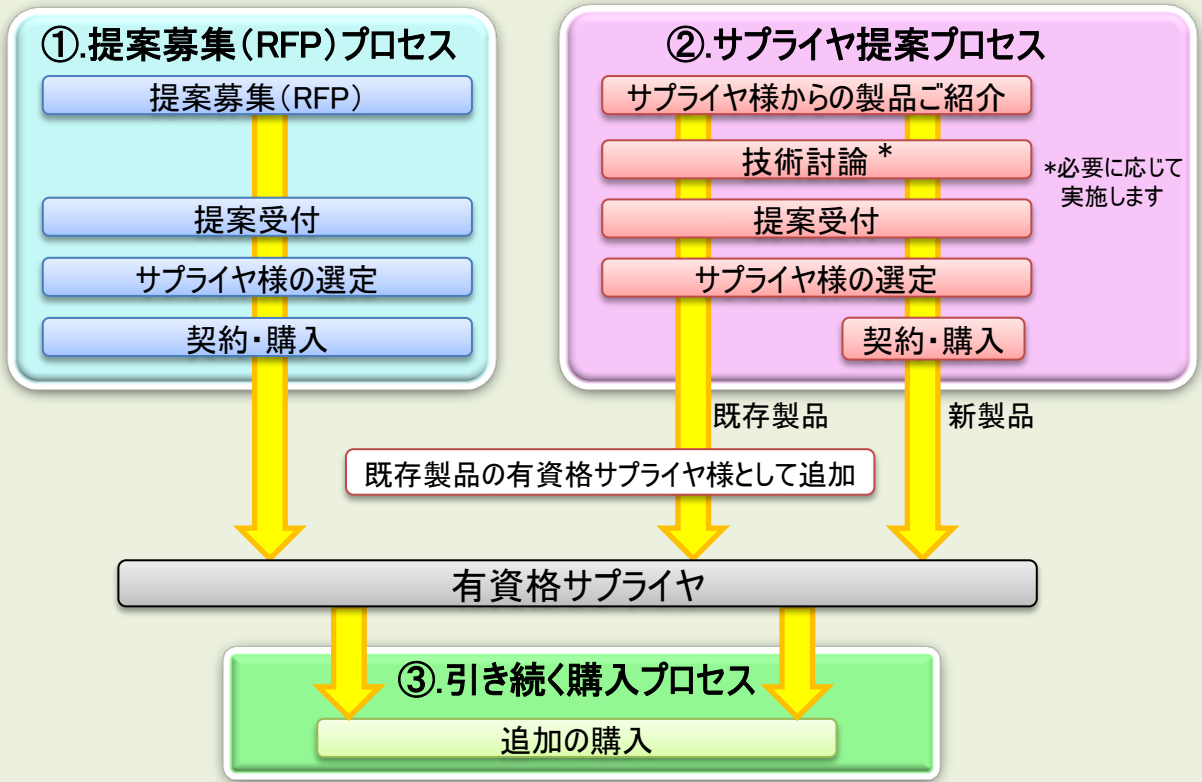 ①.提案募集(RFP)プロセス
提案募集(RFP)
提案受付
サプライヤ様の選定
契約・購入
②.サプライヤ提案プロセス
サプライヤ様からの製品ご紹介
技術討論*
*必要に応じて
実施します
提案受付
サプライヤ様の選定
契約・購入
既存製品
新製品
既存製品の有資格サプライヤ様として追加
有資格サプライヤ
③.引き続く購入プロセス
追加の購入